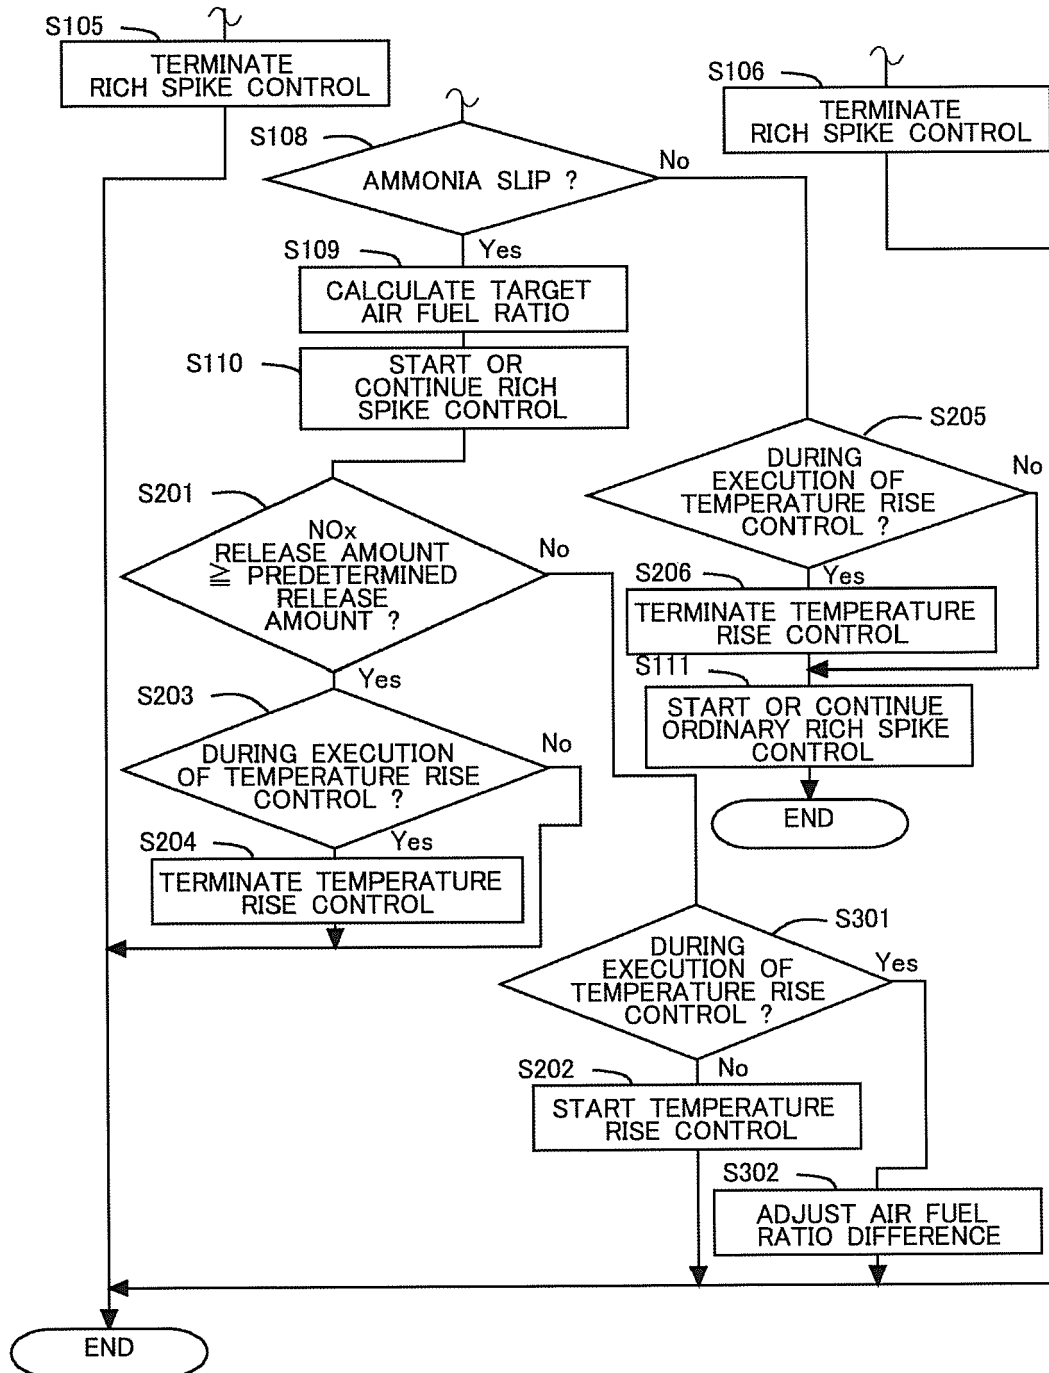 S105
TERMINATE
RICH SPIKE CONTROL
S106
TERMINATE
RICH SPIKE CONTROL
S108
AMMONIA SLIP ?
No
Yes
S109
CALCULATE TARGET
AIR FUEL RATIO
S110
START OR
CONTINUE RICH
SPIKE CONTROL
S205
DURING
EXECUTION OF
TEMPERATURE RISE
CONTROL ?
No
Yes
S201
NOx
RELEASE AMOUNT
≧ PREDETERMINED
RELEASE
AMOUNT ?
No
Yes
S206
TERMINATE TEMPERATURE
RISE CONTROL
S111
START OR CONTINUE
ORDINARY RICH SPIKE
CONTROL
END
S203
DURING EXECUTION
OF TEMPERATURE RISE
CONTROL ?
No
Yes
S204
TERMINATE TEMPERATURE
RISE CONTROL
S301
DURING
EXECUTION OF
TEMPERATURE RISE
CONTROL ?
Yes
No
S202
START TEMPERATURE
RISE CONTROL
S302
ADJUST AIR FUEL
RATIO DIFFERENCE
END